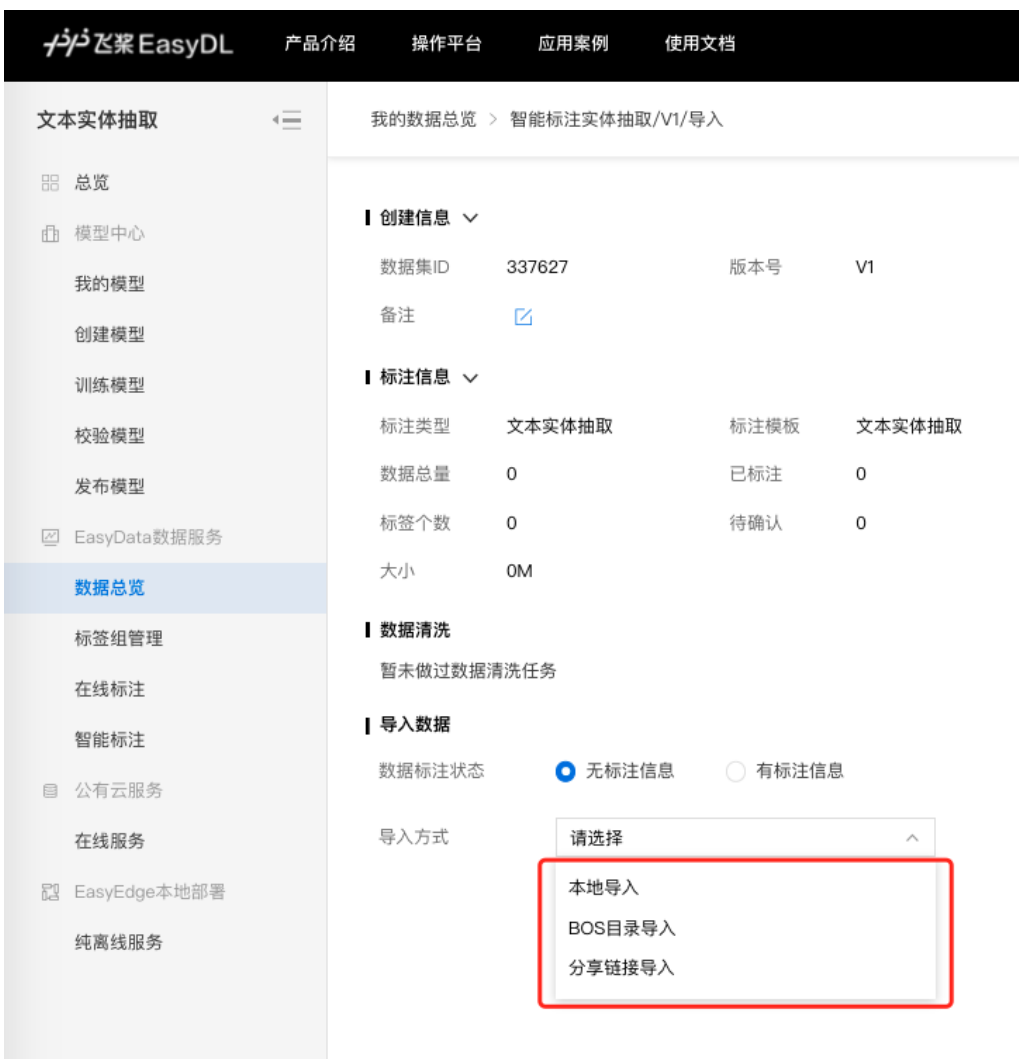 飞桨EasyDL 产品介绍 操作平台 应用案例 使用文档
文本实体抽取
我的数据总览 > 智能标注实体抽取/V1/导入
总览
模型中心
我的模型
创建模型
训练模型
校验模型
发布模型
EasyData数据服务
数据总览
标签组管理
在线标注
智能标注
公有云服务
在线服务
EasyEdge本地部署
纯离线服务
创建信息
数据集ID 337627 版本号 V1
备注
标注信息
标注类型 文本实体抽取 标注模板 文本实体抽取
数据总量 0 已标注 0
标签个数 0 待确认 0
大小 0M
数据清洗
暂未做过数据清洗任务
导入数据
数据标注状态 无标注信息 有标注信息
导入方式 请选择
本地导入
BOS目录导入
分享链接导入